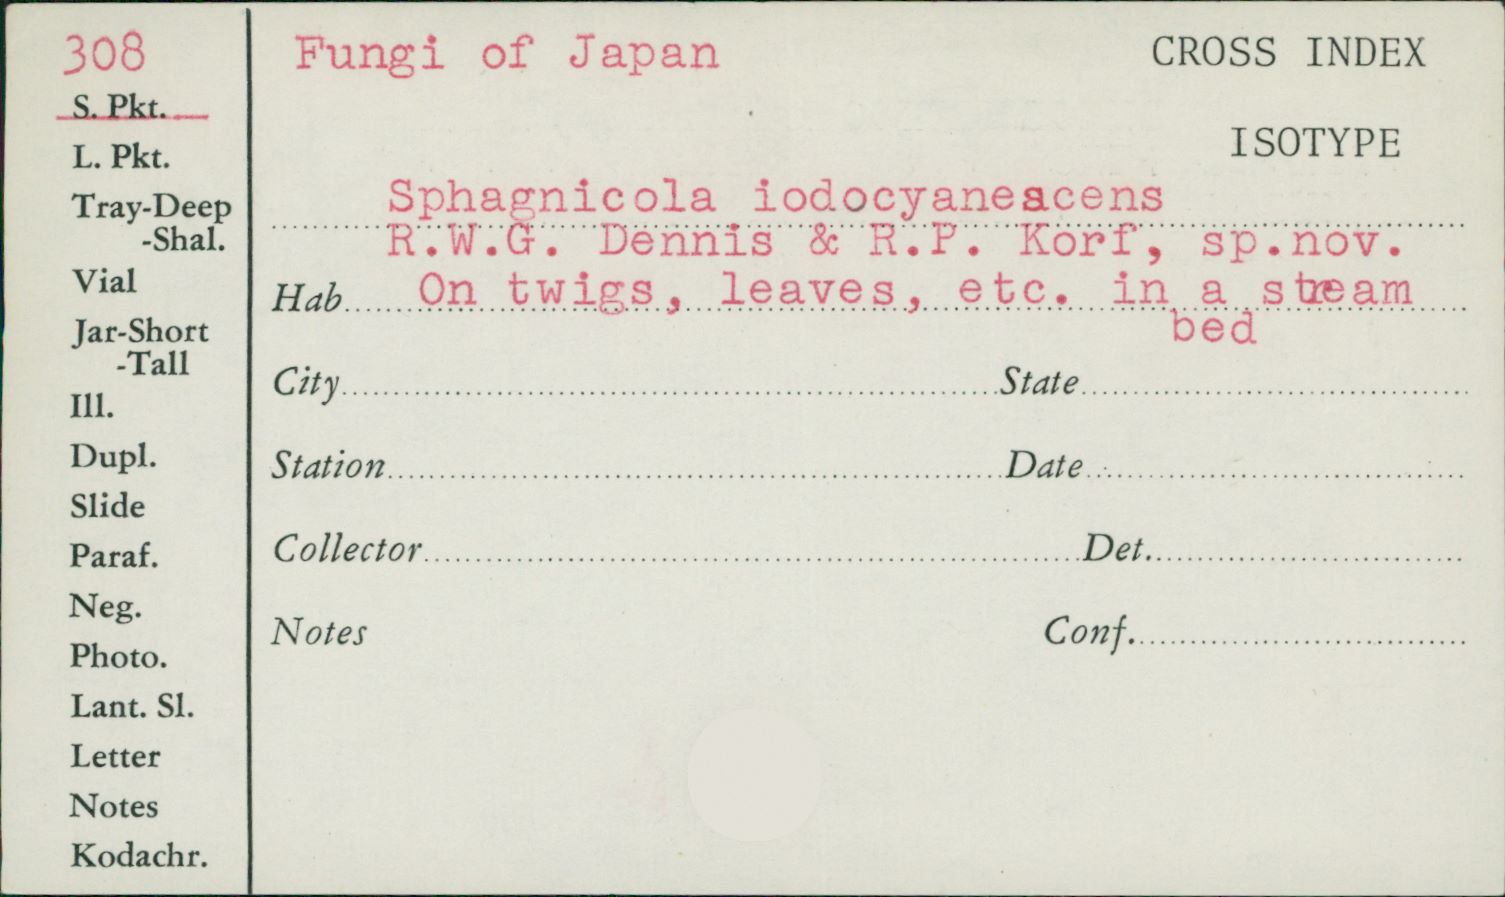 308
Fungi of Japan
CROSS INDEX
S. Pkt.
L. Pkt.
ISOTYPE
Tray-Deep
-Shal.
Sphagnicola iodocyanescens
R.W.G. Dennis & R.P. Korf, sp.nov.
Vial
Hab. On twigs, leaves, etc. in a stream
bed
Jar-Short
-Tall
City
State
Ill.
Dupl.
Station
Date
Slide
Paraf.
Collector
Det.
Neg.
Notes
Conf.
Photo.
Lant. Sl.
Letter
Notes
Kodachr.